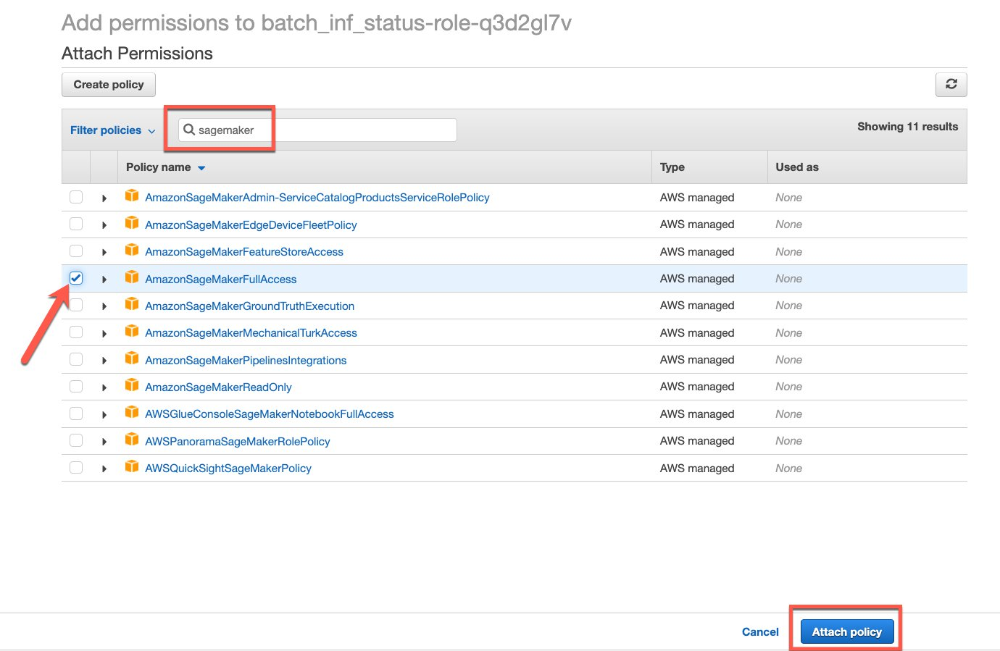 Add permissions to batch_inf_status-role-q3d2gl7v
Attach Permissions
Create policy
Filter policies sagemaker Showing 11 results
Policy name Type Used as
AmazonSageMakerAdmin-ServiceCatalogProductsServiceRolePolicy AWS managed None
AmazonSageMakerEdgeDeviceFleetPolicy AWS managed None
AmazonSageMakerFeatureStoreAccess AWS managed None
AmazonSageMakerFullAccess AWS managed None
AmazonSageMakerGroundTruthExecution AWS managed None
AmazonSageMakerMechanicalTurkAccess AWS managed None
AmazonSageMakerPipelinesIntegrations AWS managed None
AmazonSageMakerReadOnly AWS managed None
AWSGlueConsoleSageMakerNotebookFullAccess AWS managed None
AWSPanoramaSageMakerRolePolicy AWS managed None
AWSQuickSightSageMakerPolicy AWS managed None
Cancel Attach policy